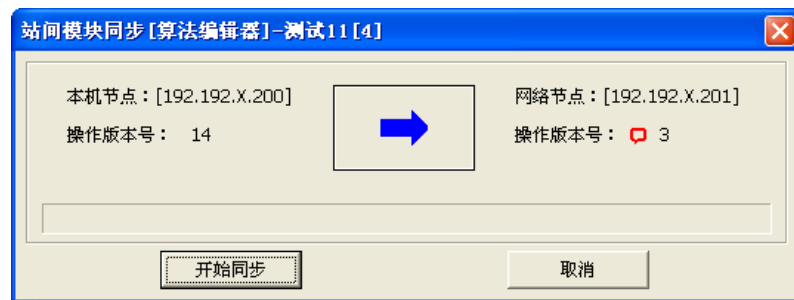 站间模块同步[算法编辑器]-测试11[4]
本机节点：[192.192.X.200]
网络节点：[192.192.X.201]
操作版本号： 14
操作版本号： 3
开始同步
取消